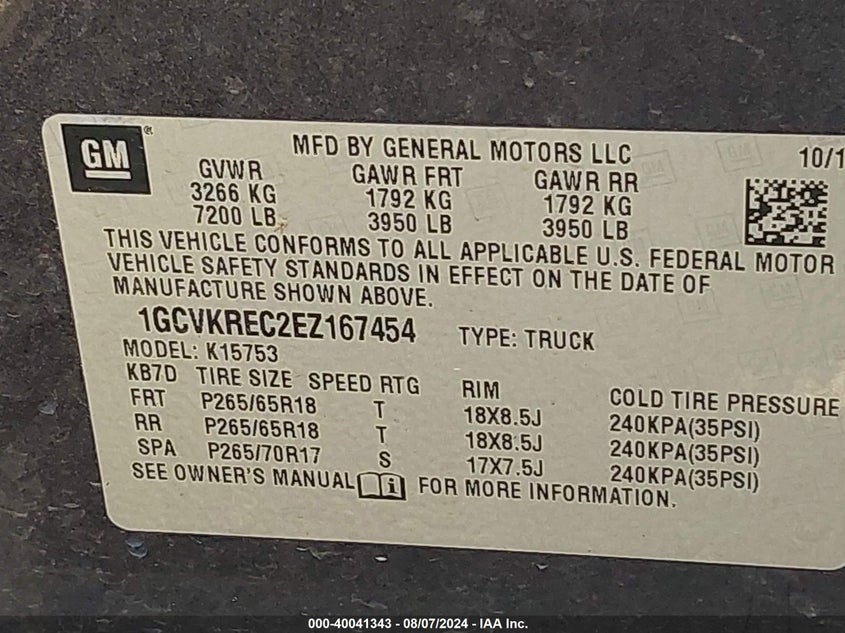 GM®
MFD BY GENERAL MOTORS LLC
10/1
GVWR GAWR FRT GAWR RR
3266 KG 1792 KG 1792 KG
7200 LB 3950 LB 3950 LB
THIS VEHICLE CONFORMS TO ALL APPLICABLE U.S. FEDERAL MOTOR
VEHICLE SAFETY STANDARDS IN EFFECT ON THE DATE OF
MANUFACTURE SHOWN ABOVE.
1GCVKREC2EZ167454 TYPE: TRUCK
MODEL: K15753
KB7D TIRE SIZE SPEED RTG RIM COLD TIRE PRESSURE
FRT P265/65R18 T 18X8.5J 240KPA(35PSI)
RR P265/65R18 T 18X8.5J 240KPA(35PSI)
SPA P265/70R17 S 17X7.5J 240KPA(35PSI)
SEE OWNER'S MANUAL i FOR MORE INFORMATION.
000-40041343 — 08/07/2024 - IAA Inc.